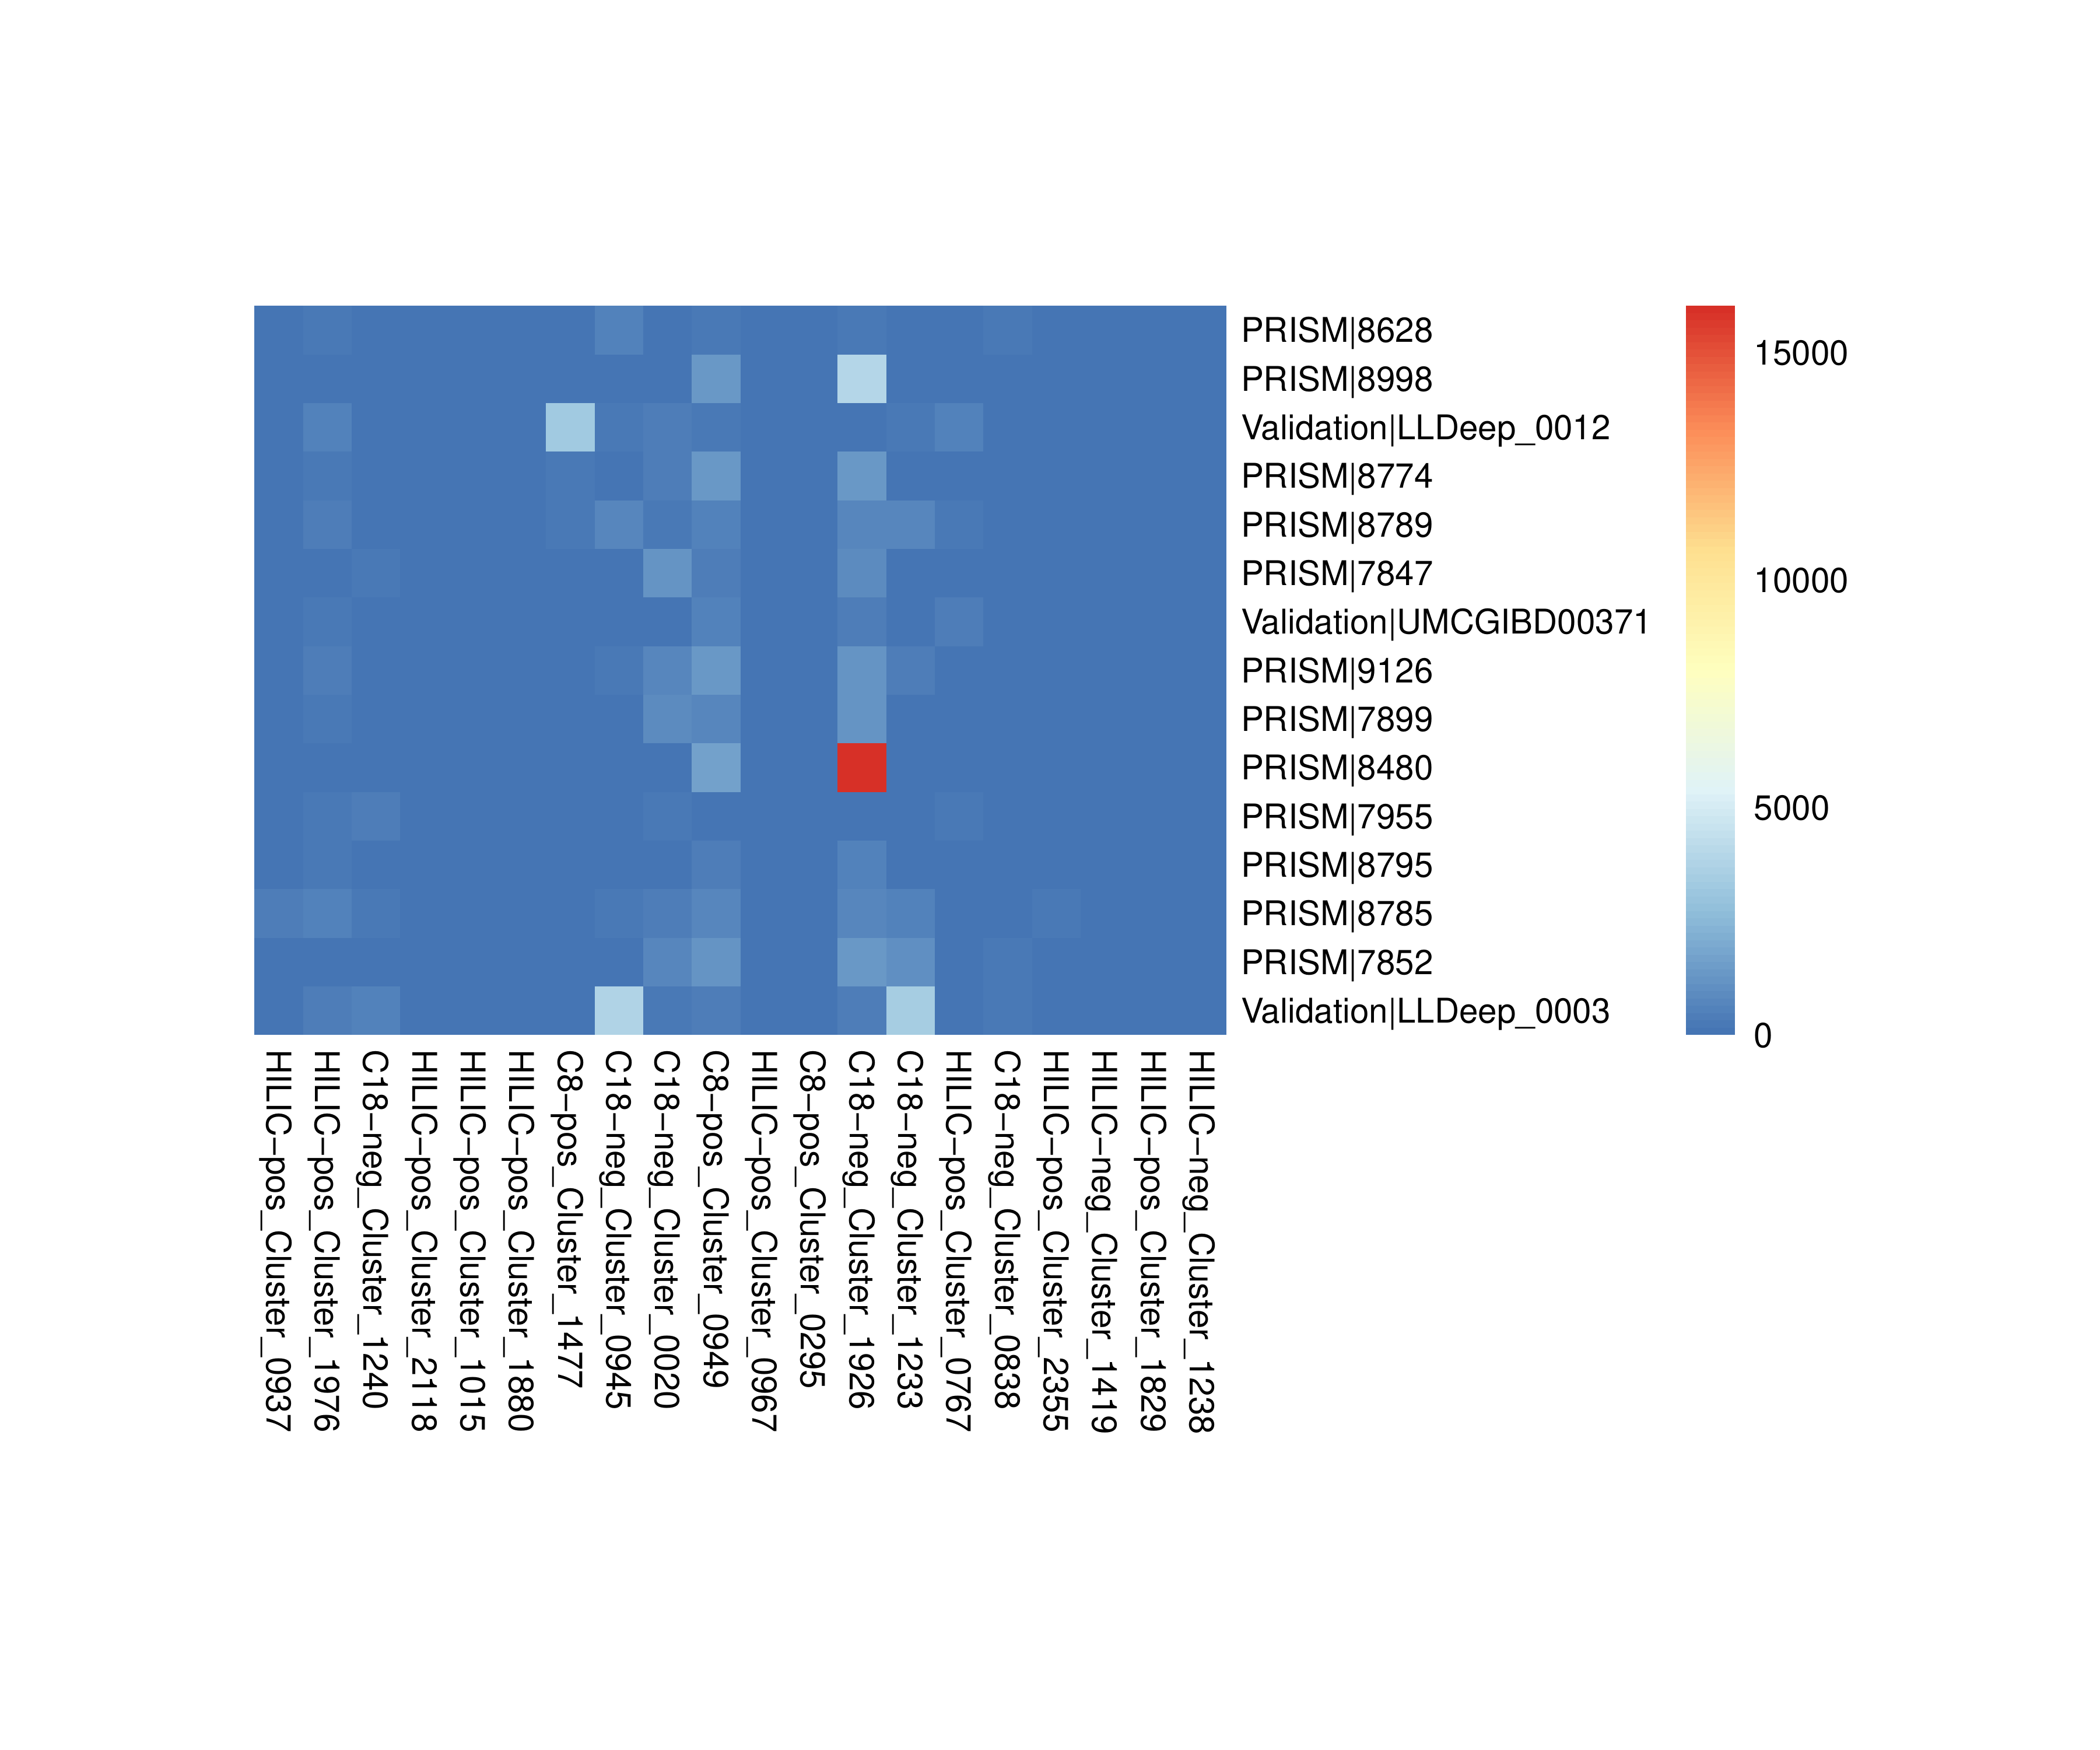 PRISM|8628
PRISM|8998
Validation|LLDeep_0012
PRISM|8774
PRISM|8789
PRISM|7847
Validation|UMCGIBD00371
PRISM|9126
PRISM|7899
PRISM|8480
PRISM|7955
PRISM|8795
PRISM|8785
PRISM|7852
Validation|LLDeep_0003
15000
10000
5000
0
HILIC−pos_Cluster_0937
HILIC−pos_Cluster_1976
C18−neg_Cluster_1240
HILIC−pos_Cluster_2118
HILIC−pos_Cluster_1015
HILIC−pos_Cluster_1880
C8−pos_Cluster_1477
C18−neg_Cluster_0945
C18−neg_Cluster_0020
C8−pos_Cluster_0949
HILIC−pos_Cluster_0967
C8−pos_Cluster_0295
C18−neg_Cluster_1926
C18−neg_Cluster_1233
HILIC−pos_Cluster_0767
C18−neg_Cluster_0838
HILIC−pos_Cluster_2355
HILIC−neg_Cluster_1419
HILIC−pos_Cluster_1829
HILIC−neg_Cluster_1238